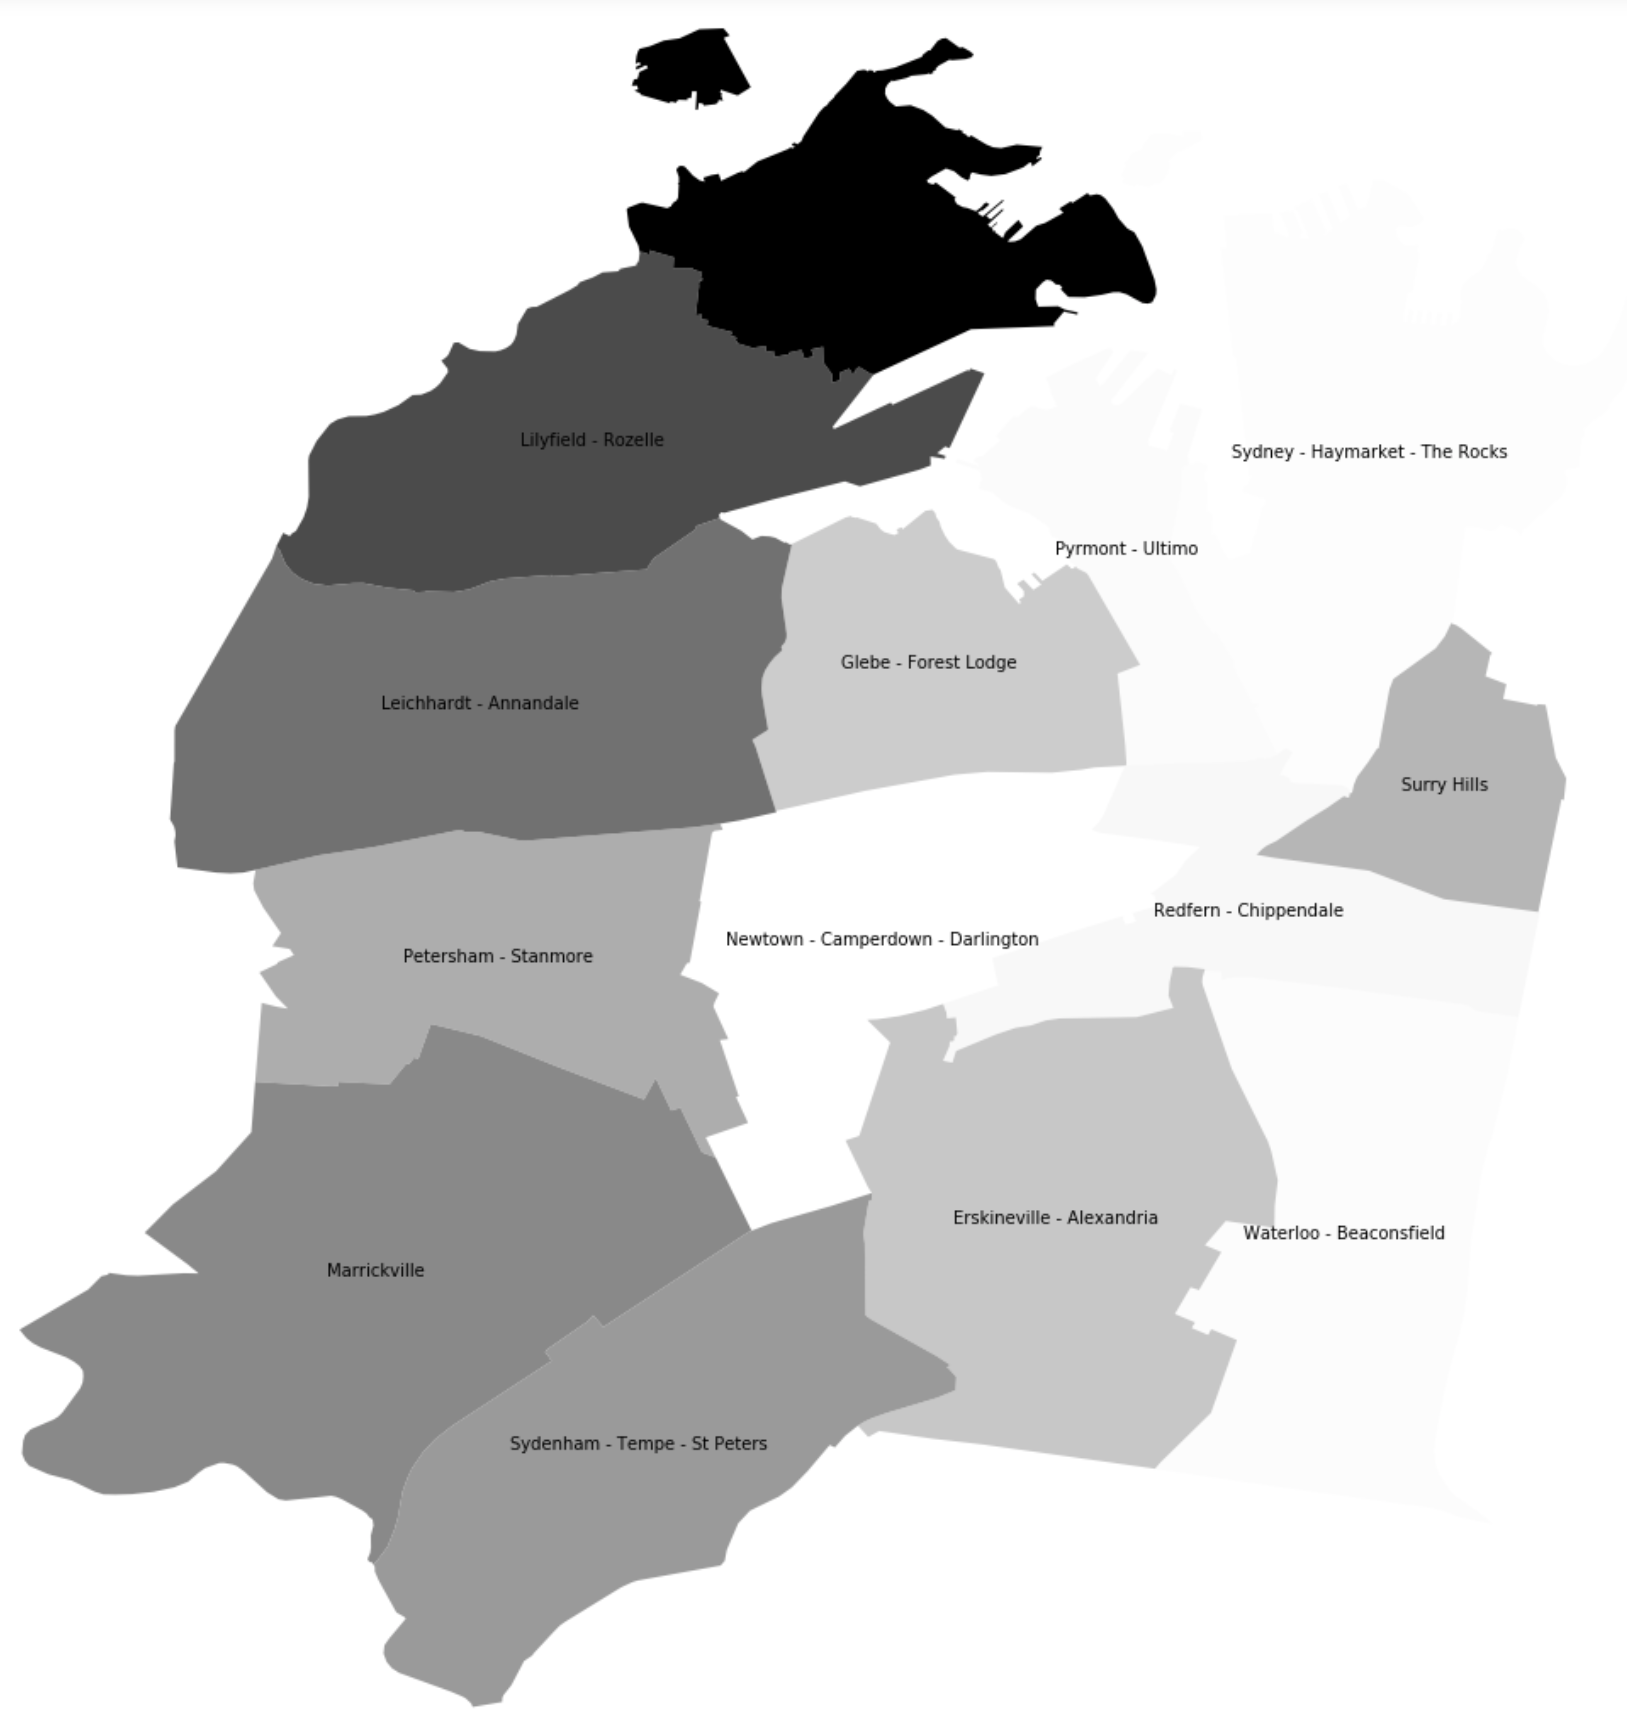 Lilyfield - Rozelle
Sydney - Haymarket - The Rocks
Pyrmont - Ultimo
Glebe - Forest Lodge
Leichhardt - Annandale
Surry Hills
Redfern - Chippendale
Newtown - Camperdown - Darlington
Petersham - Stanmore
Erskineville - Alexandria
Waterloo - Beaconsfield
Marrickville
Sydenham - Tempe - St Peters